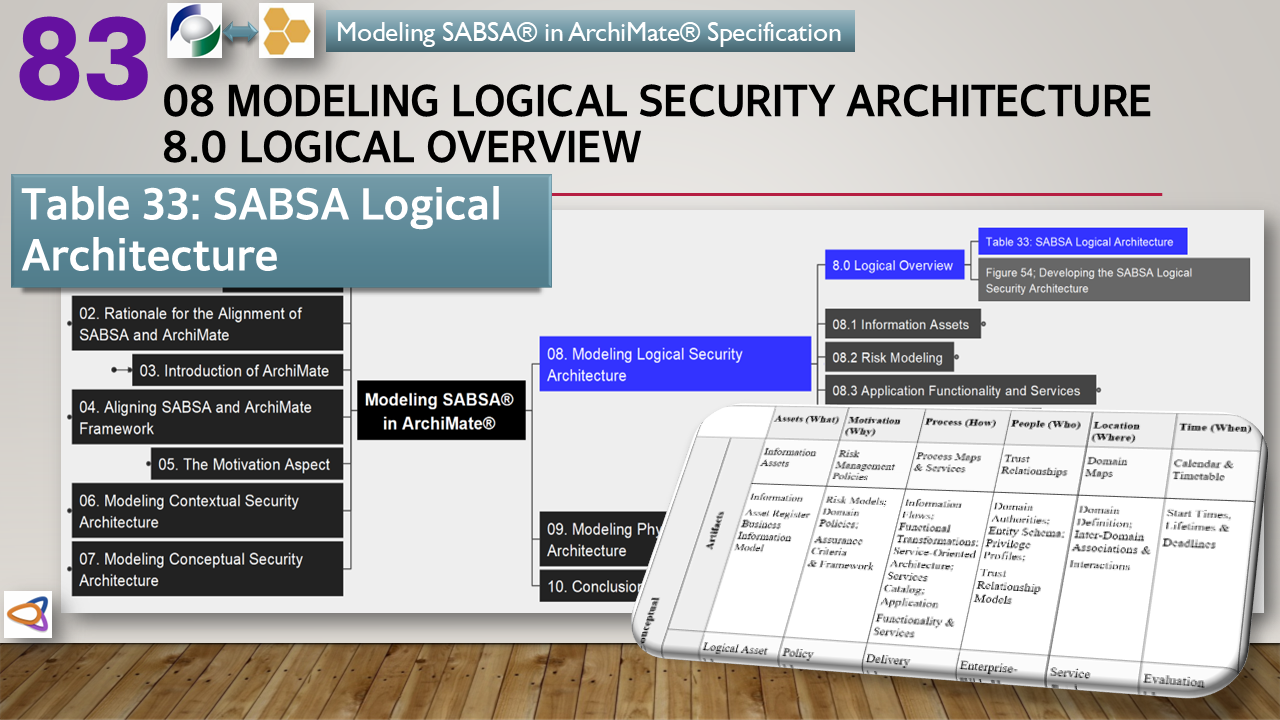 83
Modeling SABSA® in ArchiMate® Specification
08 MODELING LOGICAL SECURITY ARCHITECTURE
8.0 LOGICAL OVERVIEW
Table 33: SABSA Logical
Architecture
02. Rationale for the Alignment of
SABSA and ArchiMate
03. Introduction of ArchiMate
04. Aligning SABSA and ArchiMate
Framework
05. The Motivation Aspect
06. Modeling Contextual Security
Architecture
07. Modeling Conceptual Security
Architecture
Modeling SABSA®
in ArchiMate®
08. Modeling Logical Security
Architecture
09. Modeling Phy
Architecture
10. Conclusion
8.0 Logical Overview
Table 33: SABSA Logical Architecture
Figure 54; Developing the SABSA Logical
Security Architecture
08.1 Information Assets
08.2 Risk Modeling
08.3 Application Functionality and Services
Assets (What)
Motivation
(Why)
Process (How)
People (Who)
Location
(Where)
Time (When)
Information
Assets
Risk
Management
Policies
Process Maps
& Services
Trust
Relationships
Domain
Maps
Calendar &
Timetable
Artifacts
Information
Asset Register
Business
Information
Model
Risk Models;
Domain
Policies;
Assurance
Criteria
& Framework
Information
Flows;
Functional
Transformations;
Service-Oriented
Architecture;
Services
Catalog;
Application
Functionality &
Services
Domain
Authorities;
Entity Schema;
Privilege
Profiles;
Trust
Relationship
Models
Domain
Definition;
Inter-Domain
Associations &
Interactions
Start Times,
Lifetimes &
Deadlines
onceptual
Logical Asset
Policy
Delivery
Enterprise-
Service
Evaluation